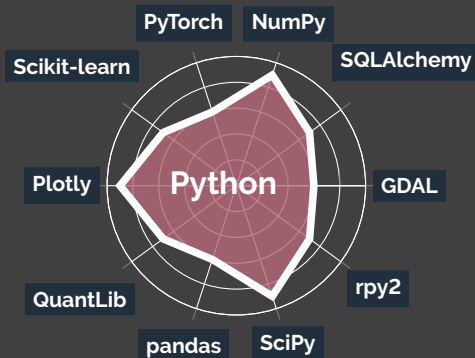 PyTorch
NumPy
SQLAlchemy
Scikit-learn
Plotly
Python
GDAL
QuantLib
rpy2
pandas
SciPy